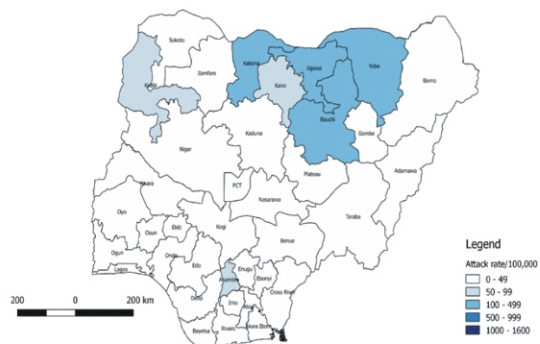 Sokoto
Katsina
Jigawa
Yobe
Borno
Zamfara
Kebbi
Kano
Bauchi
Gombe
Kaduna
Niger
Plateau
Adamawa
FCT
Nasarawa
Kwara
Taraba
Oyo
Kogi
Osun
Ekiti
Benue
Ogun
Ondo
Edo
Enugu
Lagos
Anambra
Ebonyi
Cross River
Delta
Imo
Bayelsa
Rivers
Legend
Attack rate/100,000
0 - 49
50 - 99
100 - 499
500 - 999
1000 - 1600
200 0 200 km